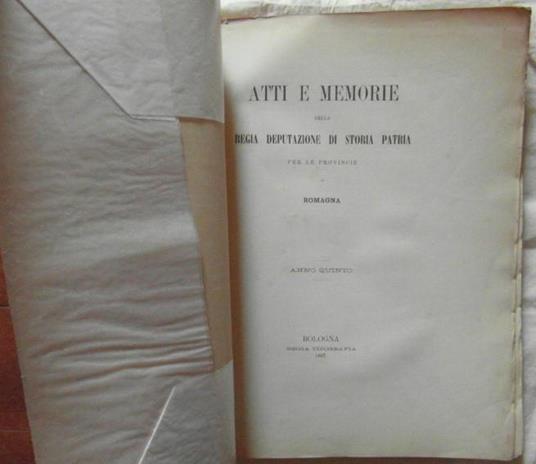 ATTI E MEMORIE
DELLA
REGIA DEPUTAZIONE DI STORIA PATRIA
PER LE PROVINCIE
ROMAGNA
ANNO QUINTO
BOLOGNA
REGIA TIPOGRAFIA